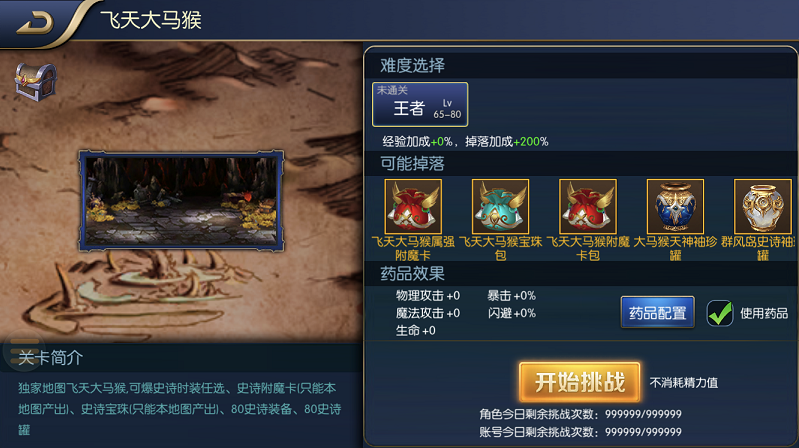 飞天大马猴
难度选择
未通关
王者 Lv 65-80
经验加成+0%，掉落加成+200%
可能掉落
飞天大马猴属强附魔卡
飞天大马猴宝珠包
飞天大马猴附魔卡包
大马猴天神袖珍罐
群风岛史诗袖珍罐
药品效果
物理攻击 +0 暴击 +0%
魔法攻击 +0 闪避 +0%
生命 +0
药品配置
使用药品
开始挑战
不消耗精力值
角色今日剩余挑战次数：999999/999999
账号今日剩余挑战次数：999999/999999
关卡简介
独家地图飞天大马猴,可爆史诗时装任选、史诗附魔卡(只能本
地图产出)、史诗宝珠(只能本地图产出)、80史诗装备、80史诗
罐